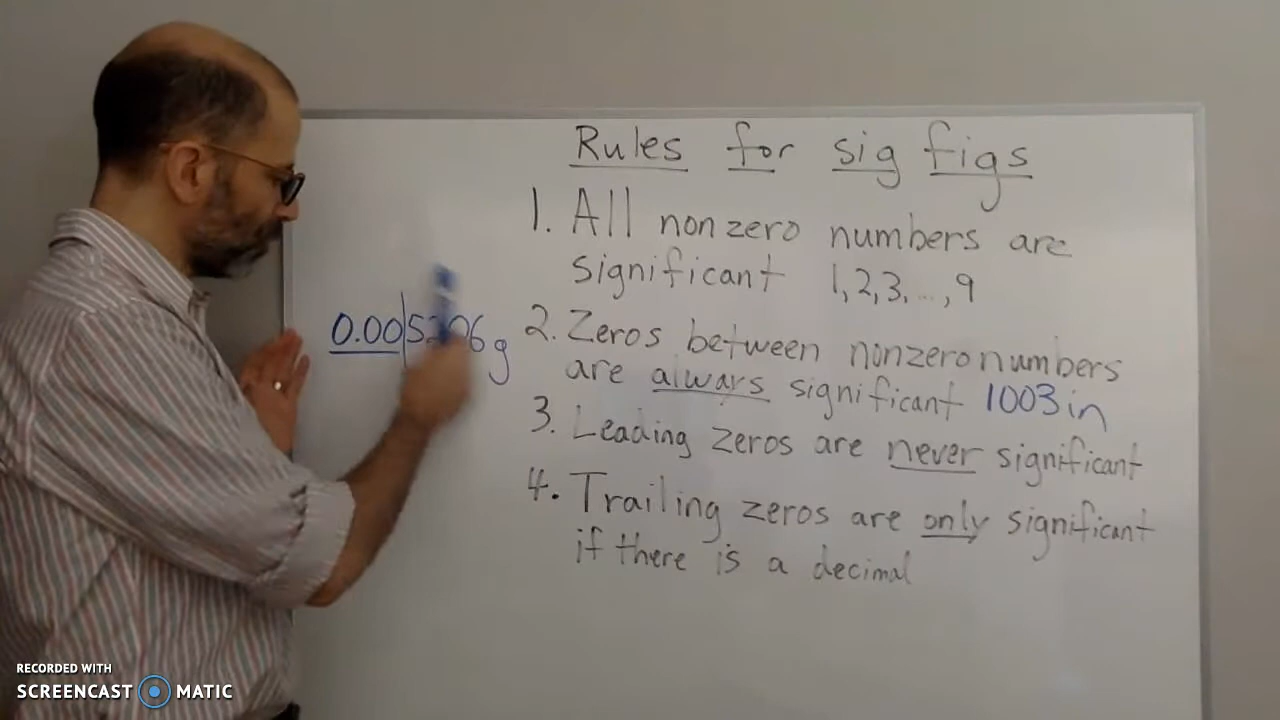 Rules for sig figs
1. All nonzero numbers are
significant 1,2,3,...,9
2. Zeros between nonzero numbers
are always significant 1003 in
3. Leading zeros are never significant
4. Trailing zeros are only significant
if there is a decimal
RECORDED WITH
SCREENCAST MATIC